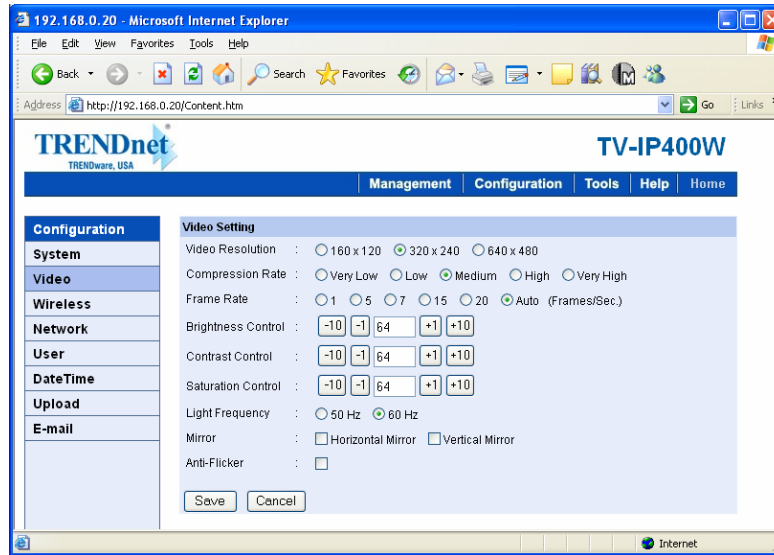 192.168.0.20 - Microsoft Internet Explorer
File Edit View Favorites Tools Help
Back Search Favorites
Address http://192.168.0.20/Content.htm Go Links
TRENDnet
TRENDware, USA
TV-IP400W
Management Configuration Tools Help Home
Configuration
System
Video
Wireless
Network
User
DateTime
Upload
E-mail
Video Setting
Video Resolution : 160 x 120 320 x 240 640 x 480
Compression Rate : Very Low Low Medium High Very High
Frame Rate : 1 5 7 15 20 Auto (Frames/Sec.)
Brightness Control : -10 -1 64 +1 +10
Contrast Control : -10 -1 64 +1 +10
Saturation Control : -10 -1 64 +1 +10
Light Frequency : 50 Hz 60 Hz
Mirror : Horizontal Mirror Vertical Mirror
Anti-Flicker :
Save Cancel
Internet